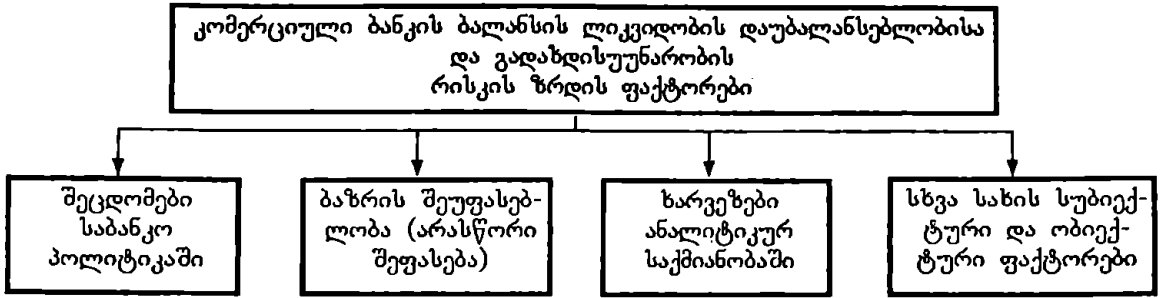 კომერციული ბანკის ბალანსის ლიკვიდობის დაუბალანსებლობისა
და გადახდისუუნარობის
რისკის ზრდის ფაქტორები
შეცდომები
საბანკო
პოლიტიკაში
ბაზრის შეუფასებ-
ლობა (არასწორი
შეფასება)
ხარვეზები
ანალიტიკურ
საქმიანობაში
სხვა სახის სუბიექ-
ტური და ობიექ-
ტური ფაქტორები